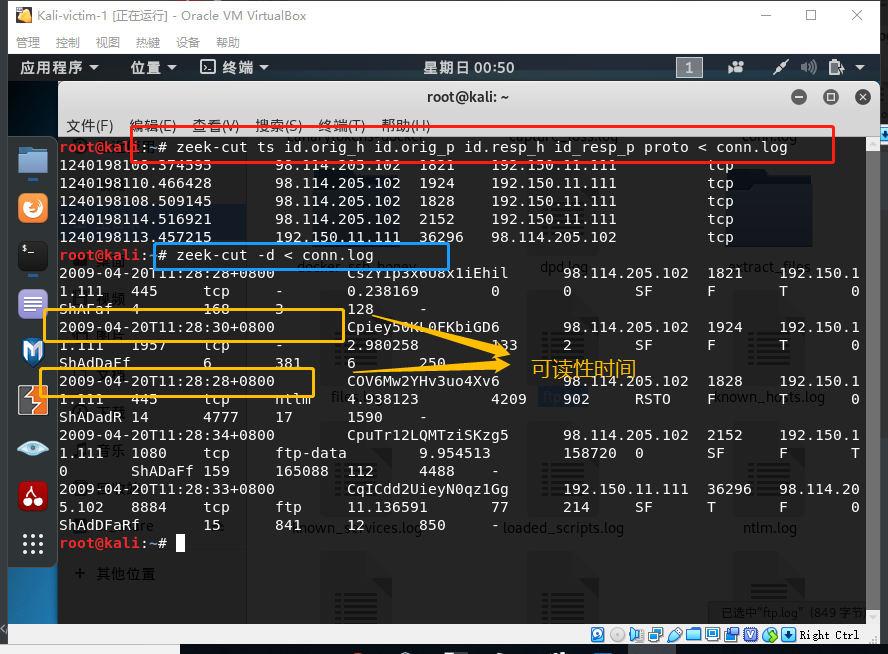 Kali-victim-1 [正在运行] - Oracle VM VirtualBox
管理 控制 视图 热键 设备 帮助
应用程序 位置 终端 星期日 00:50 1
root@kali: ~
文件(F) 编辑(E) 查看(V) 搜索(S) 终端(T) 帮助(H)
root@kali:~# zeek-cut ts id.orig_h id.orig_p id.resp_h id_resp_p proto < conn.log
1240198108.374595 98.114.205.102 1821 192.150.11.111 tcp
1240198110.466428 98.114.205.102 1924 192.150.11.111 tcp
1240198108.509145 98.114.205.102 1828 192.150.11.111 tcp
1240198114.516921 98.114.205.102 2152 192.150.11.111 tcp
1240198113.457215 192.150.11.111 36296 98.114.205.102 tcp
root@kali:~# zeek-cut -d < conn.log
2009-04-20T11:28:28+0800 98.114.205.102 1821 192.150.1
1.111 445 tcp - 0.238169 0 0 SF F T 0
ShAFaf 4 168 3 128 -
2009-04-20T11:28:30+0800 98.114.205.102 1924 192.150.1
1.111 1957 tcp - 2.980258 133 2 SF F T 0
ShAdDaFf 6 381 6 250 -
2009-04-20T11:28:28+0800 COV6Mw2YHv3uo4Xv6 98.114.205.102 1828 192.150.1
1.111 445 tcp ntlm 4.938123 4209 902 RSTO F T 0
ShADadR 14 4777 17 1590 -
2009-04-20T11:28:34+0800 CpuTr12LQMTziSKzg5 98.114.205.102 2152 192.150.1
1.111 1080 tcp ftp-data 9.954513 158720 0 SF F T
0 ShADaFf 159 165088 112 4488 -
2009-04-20T11:28:33+0800 CqTCdd2UieyN0qz1Gg 192.150.11.111 36296 98.114.20
5.102 8884 tcp ftp 11.136591 77 214 SF T F 0
ShAdDFaRf 15 841 12 850 -
root@kali:~#
可读性时间
dpd.log
extract_files
known_hosts.log
known_services.log
loaded_scripts.log
ntlm.log
+ 其他位置
已选中"ftp.log" (849 字节)
Right Ctrl